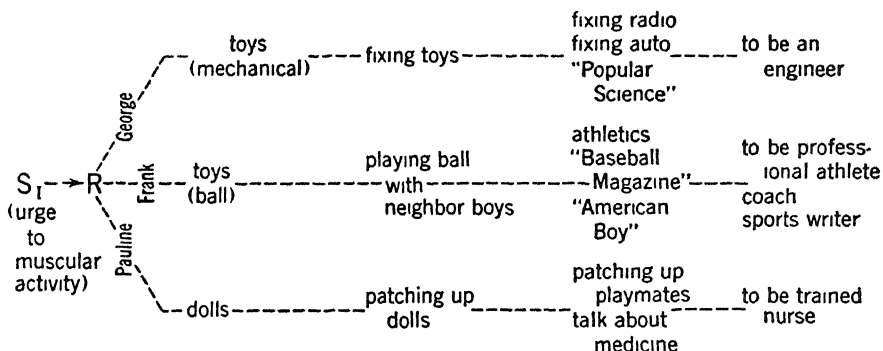 toys
(mechanical)
fixing toys
fixing radio
fixing auto
"Popular
Science"
to be an
engineer
George
S I R
(urge
to
muscular
activity)
Frank
toys
(ball)
playing ball
with
neighbor boys
athletics
"Baseball
Magazine"
"American
Boy"
to be profess-
ional athlete
coach
sports writer
Pauline
dolls
patching up
dolls
patching up
playmates
talk about
medicine
to be trained
nurse